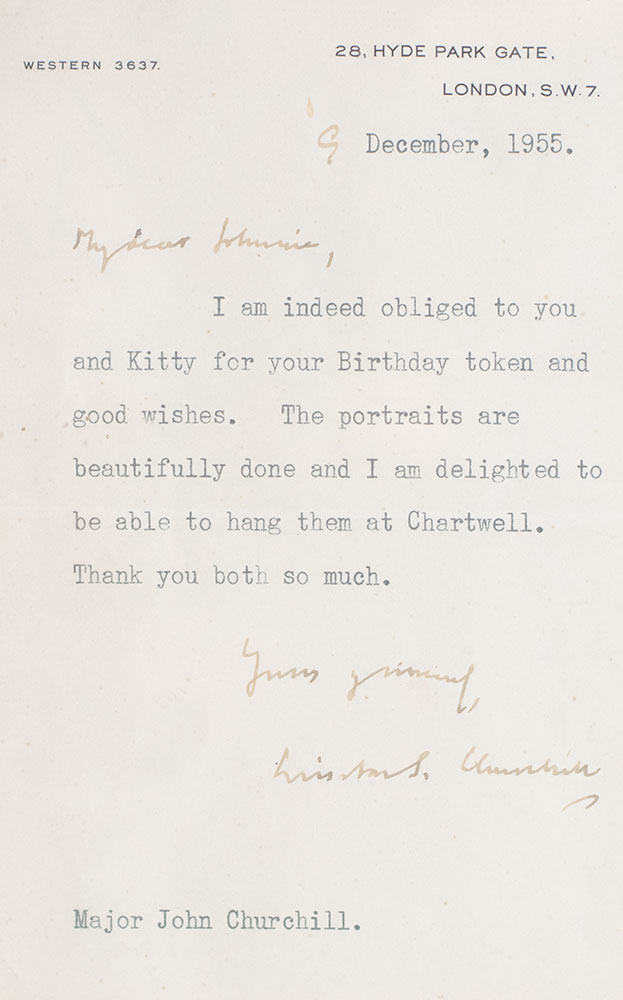 WESTERN 3637.
28, HYDE PARK GATE,
LONDON, S.W.7.
9 December, 1955.
My dear Johnnie,
I am indeed obliged to you
and Kitty for your Birthday token and
good wishes. The portraits are
beautifully done and I am delighted to
be able to hang them at Chartwell.
Thank you both so much.
Yours
Winston S. Churchill
Major John Churchill.